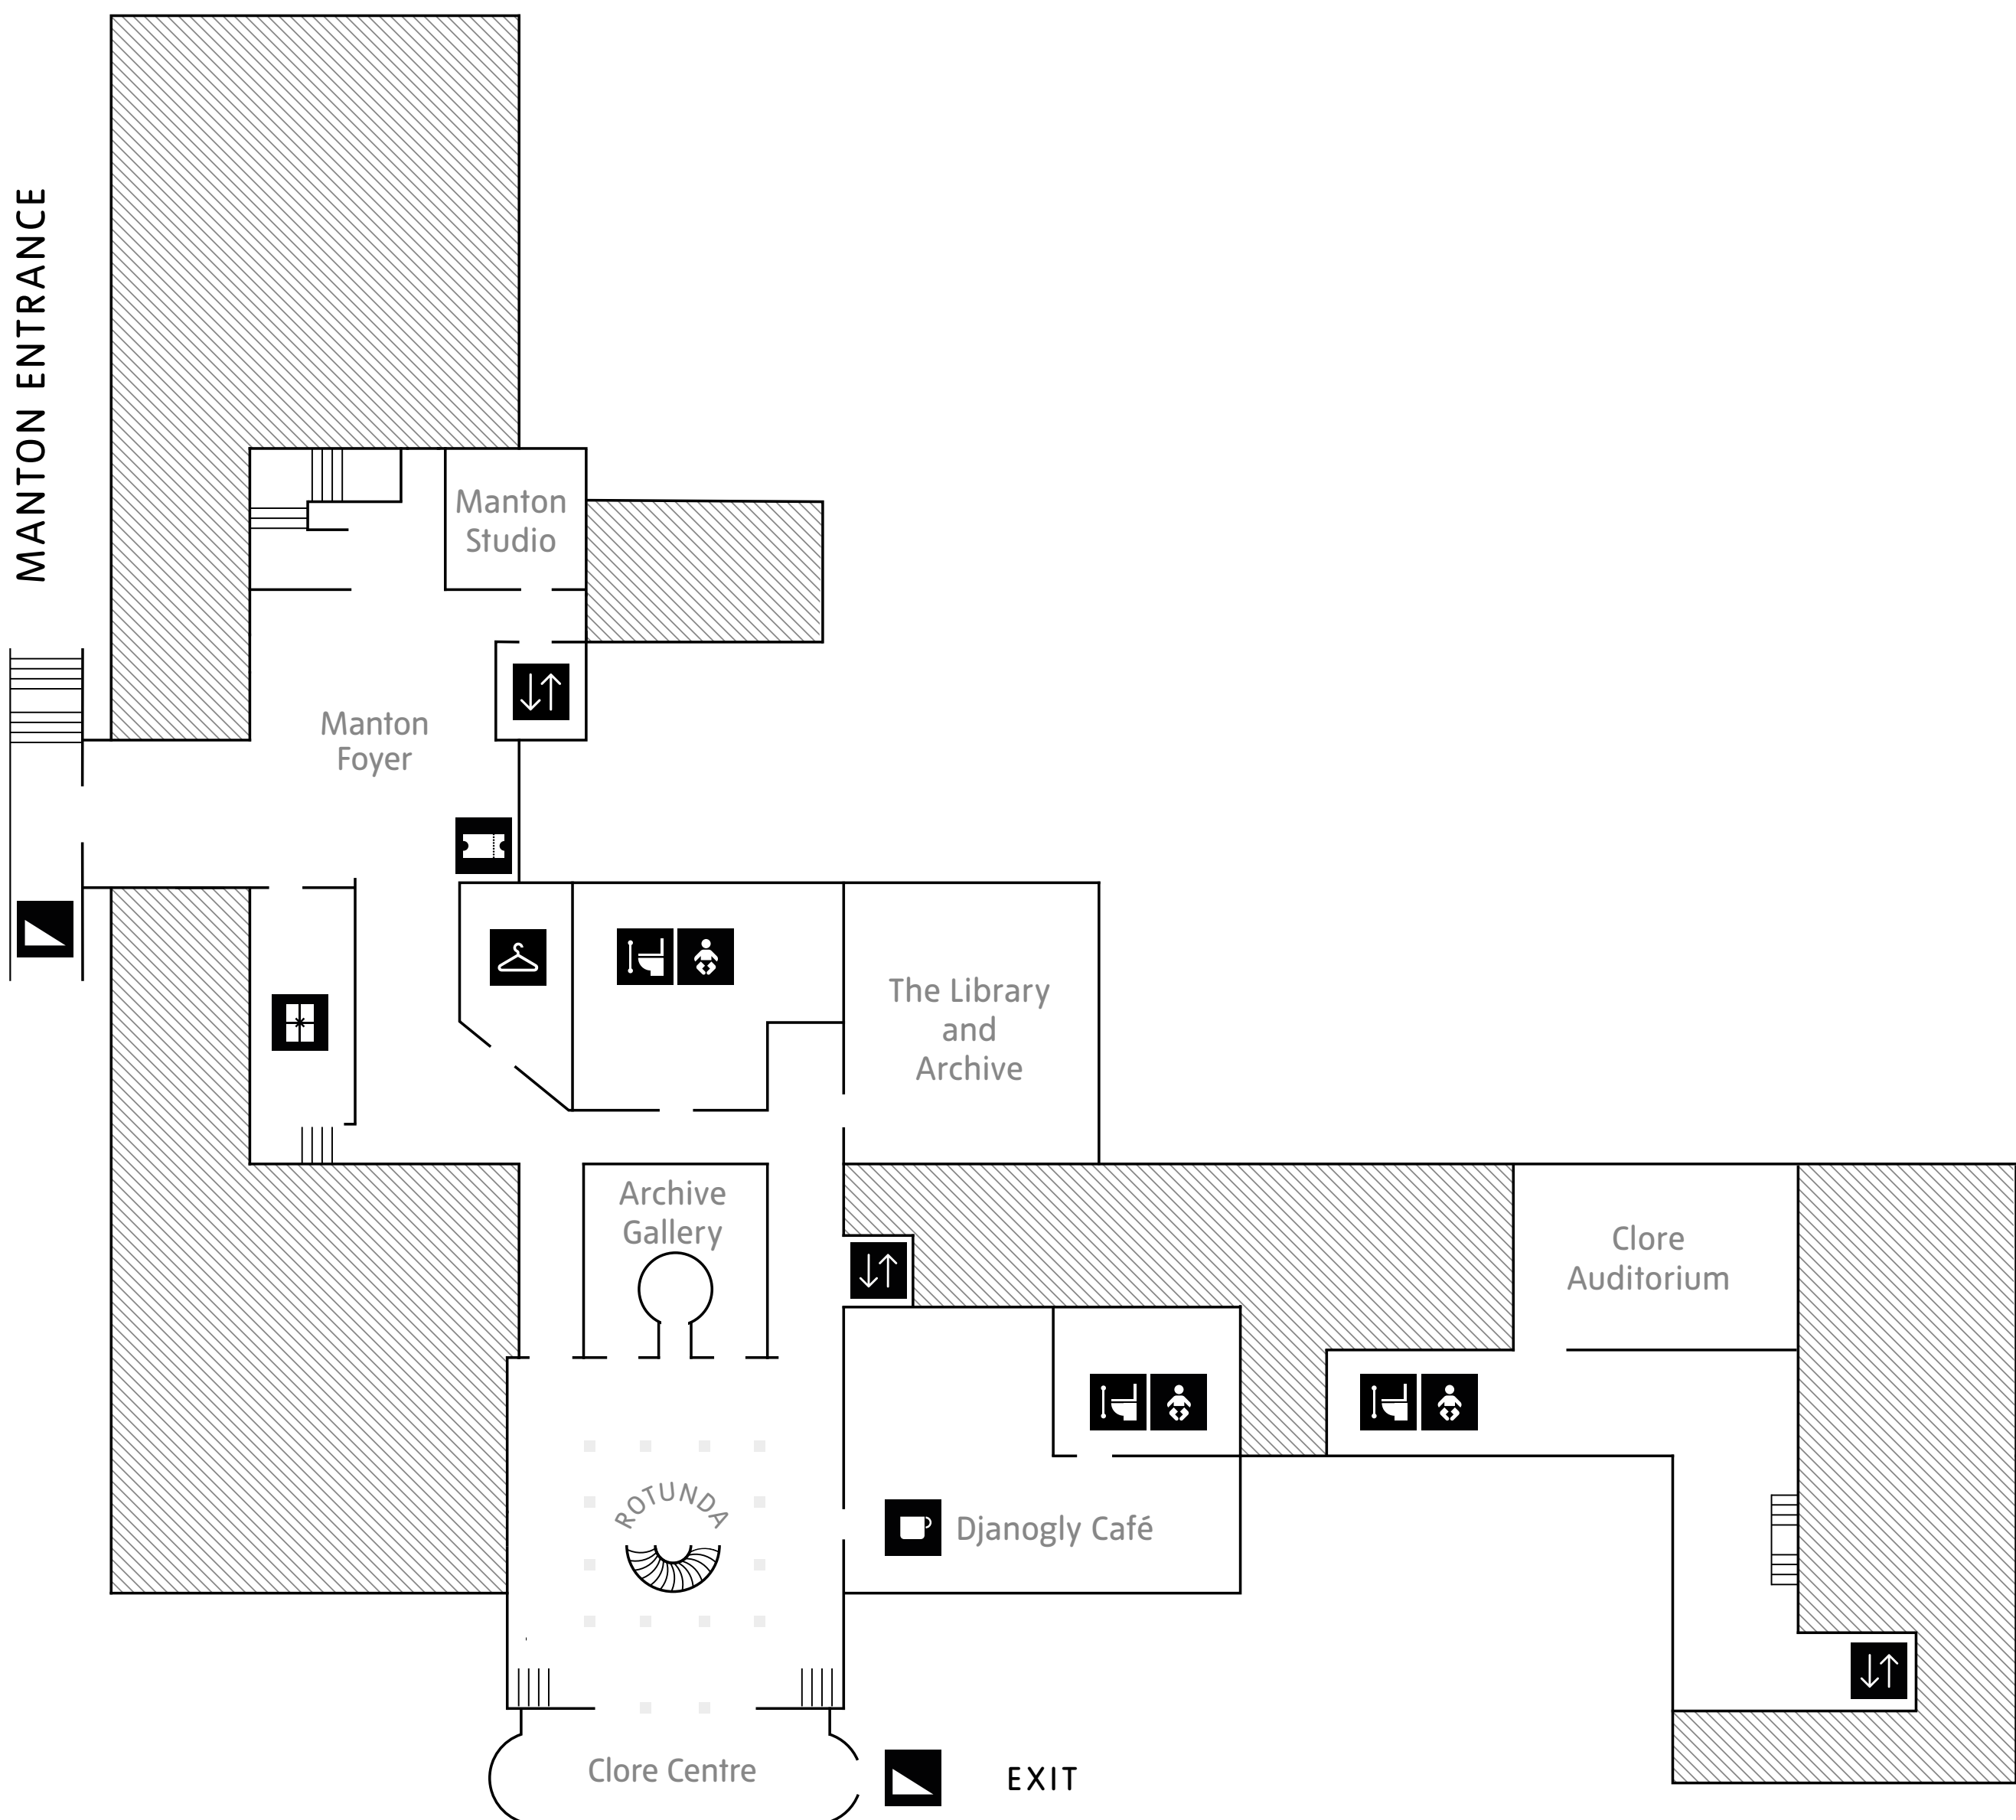 MANTON ENTRANCE
Manton
Studio
Manton
Foyer
The Library
and
Archive
Archive
Gallery
Clore
Auditorium
ROTUNDA
Djanogly Café
Clore Centre
EXIT